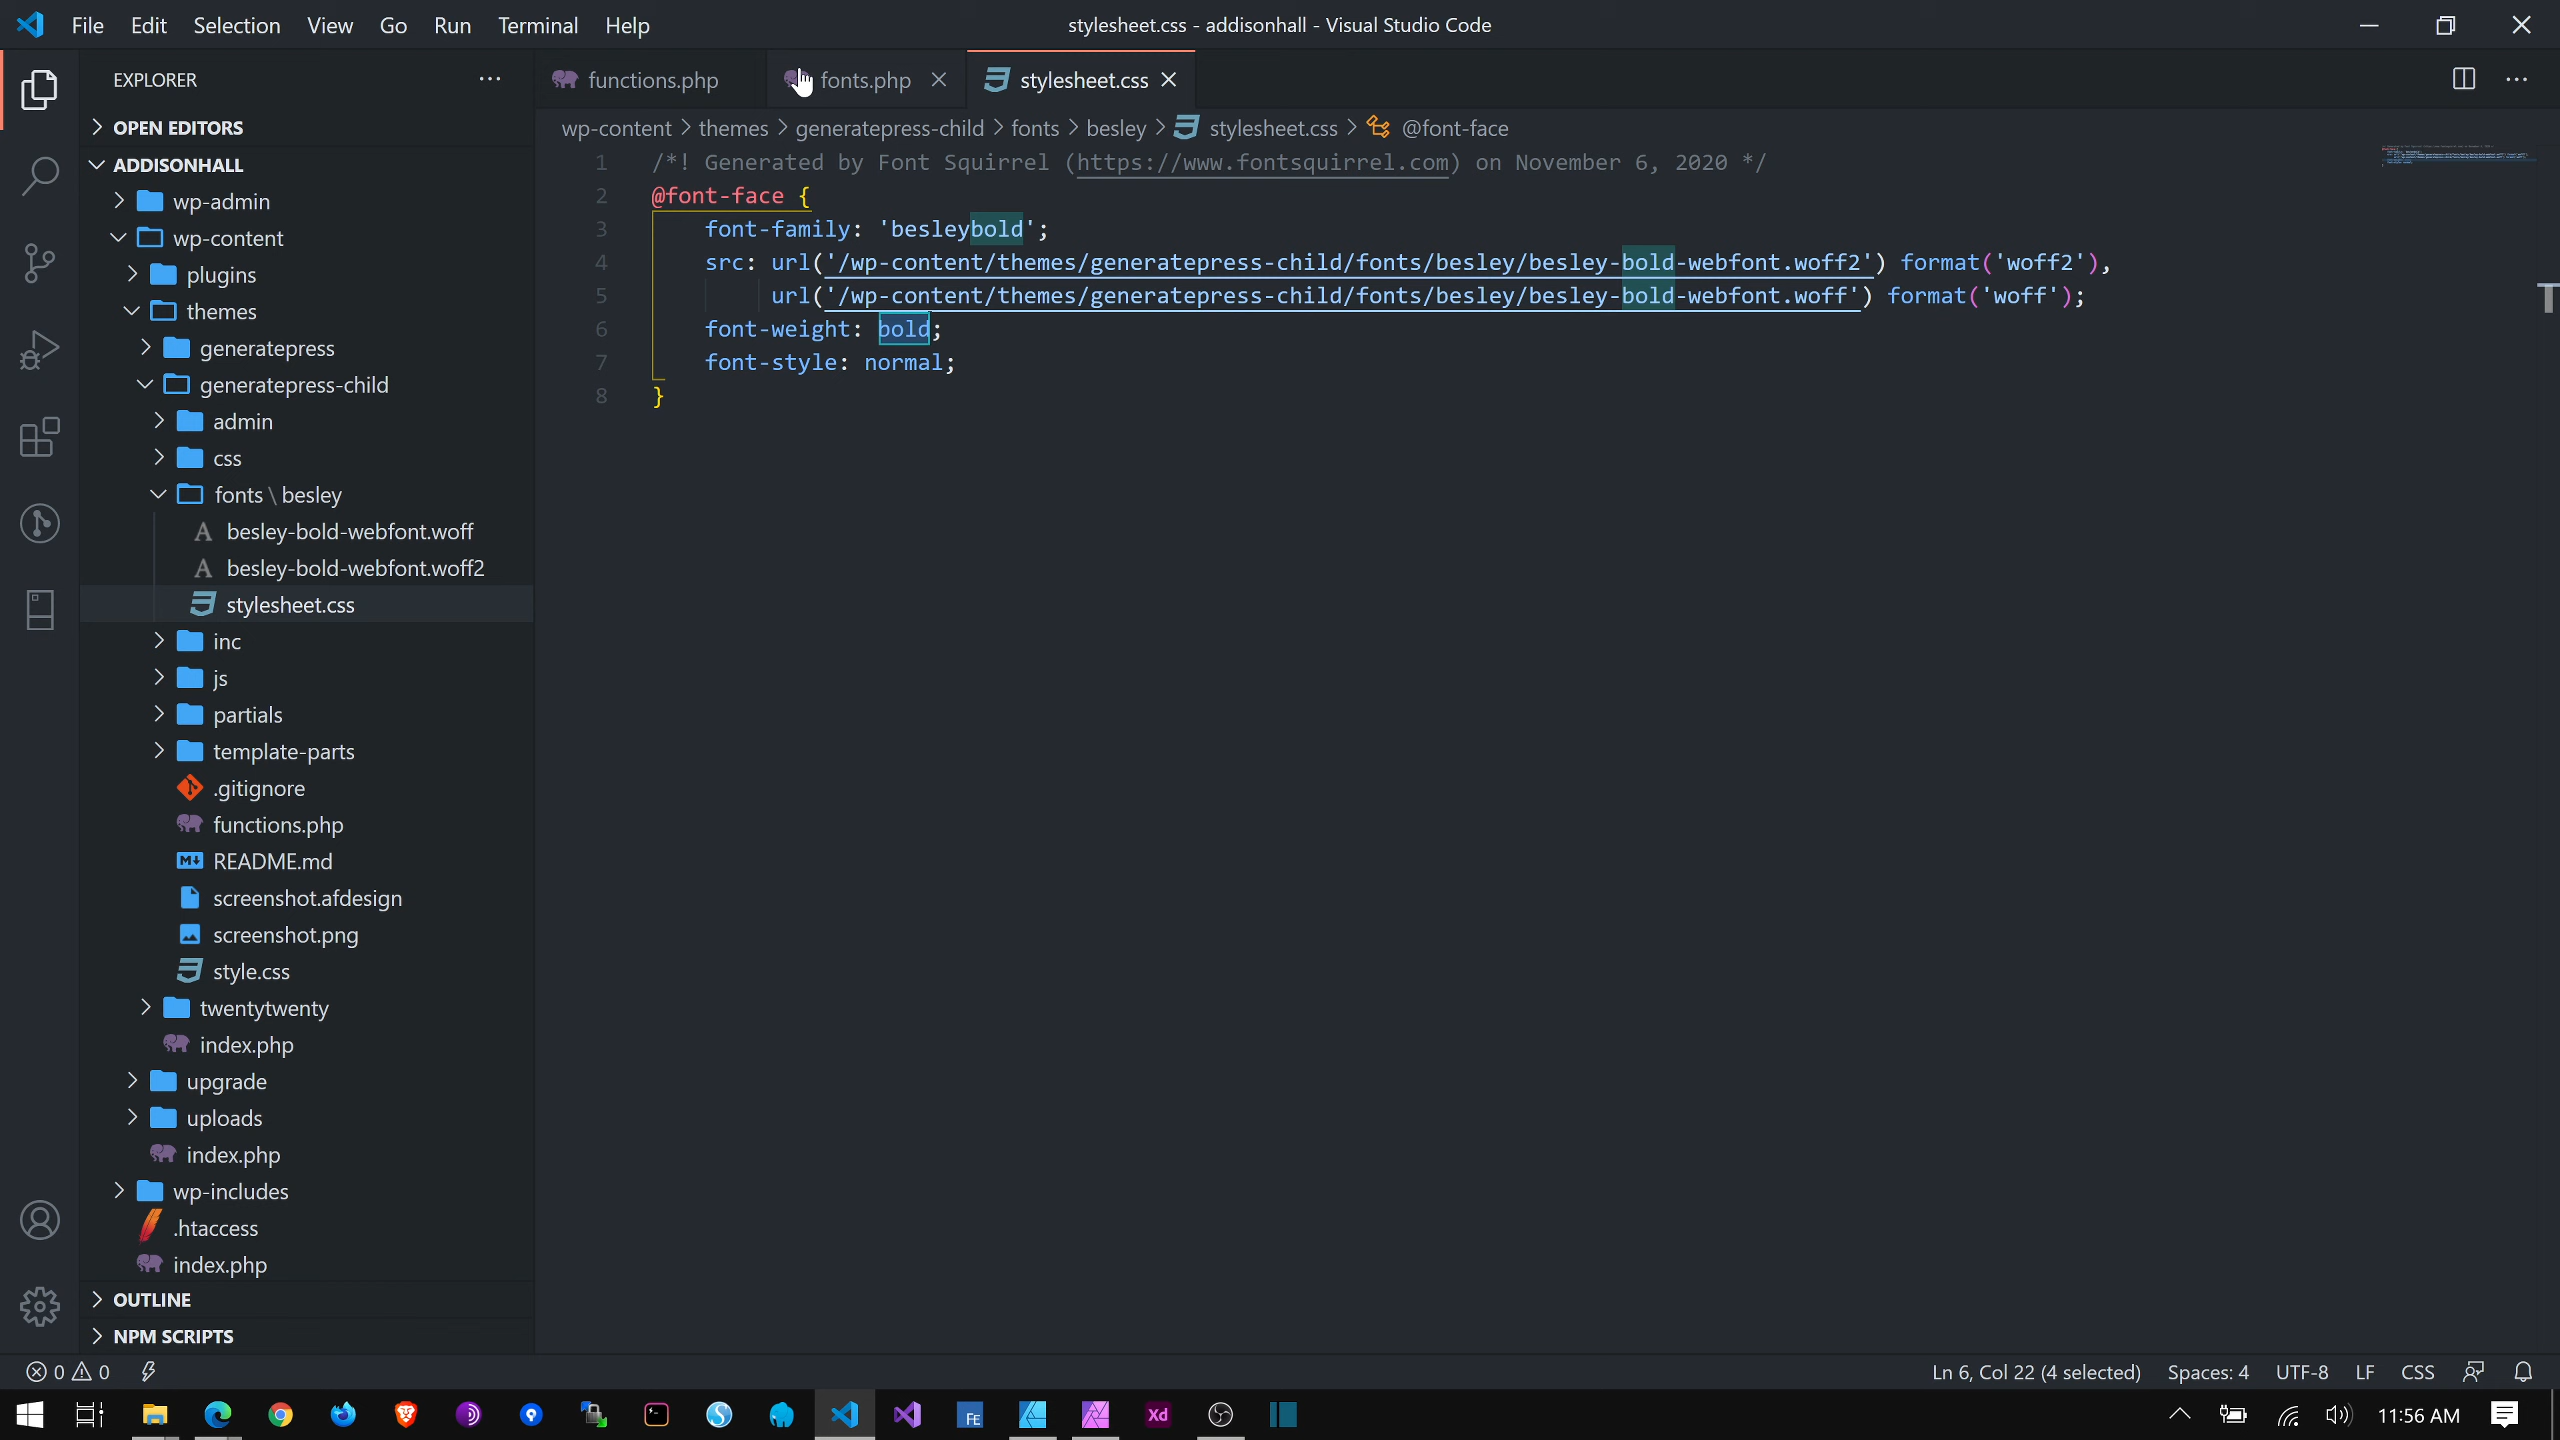 File Edit Selection View Go Run Terminal Help
stylesheet.css - addisonhall - Visual Studio Code
EXPLORER
functions.php
fonts.php
stylesheet.css
OPEN EDITORS
ADDISONHALL
wp-admin
wp-content
plugins
themes
generatepress
generatepress-child
admin
css
fonts \ besley
besley-bold-webfont.woff
besley-bold-webfont.woff2
stylesheet.css
inc
js
partials
template-parts
.gitignore
functions.php
README.md
screenshot.afdesign
screenshot.png
style.css
twentytwenty
index.php
upgrade
uploads
index.php
wp-includes
.htaccess
index.php
OUTLINE
NPM SCRIPTS
wp-content > themes > generatepress-child > fonts > besley > stylesheet.css > @font-face
1 /*! Generated by Font Squirrel (https://www.fontsquirrel.com) on November 6, 2020 */
2 @font-face {
3 font-family: 'besleybold';
4 src: url('/wp-content/themes/generatepress-child/fonts/besley/besley-bold-webfont.woff2') format('woff2'),
5 url('/wp-content/themes/generatepress-child/fonts/besley/besley-bold-webfont.woff') format('woff');
6 font-weight: bold;
7 font-style: normal;
8 }
0 0
Ln 6, Col 22 (4 selected) Spaces: 4 UTF-8 LF CSS
FE
Xd
11:56 AM